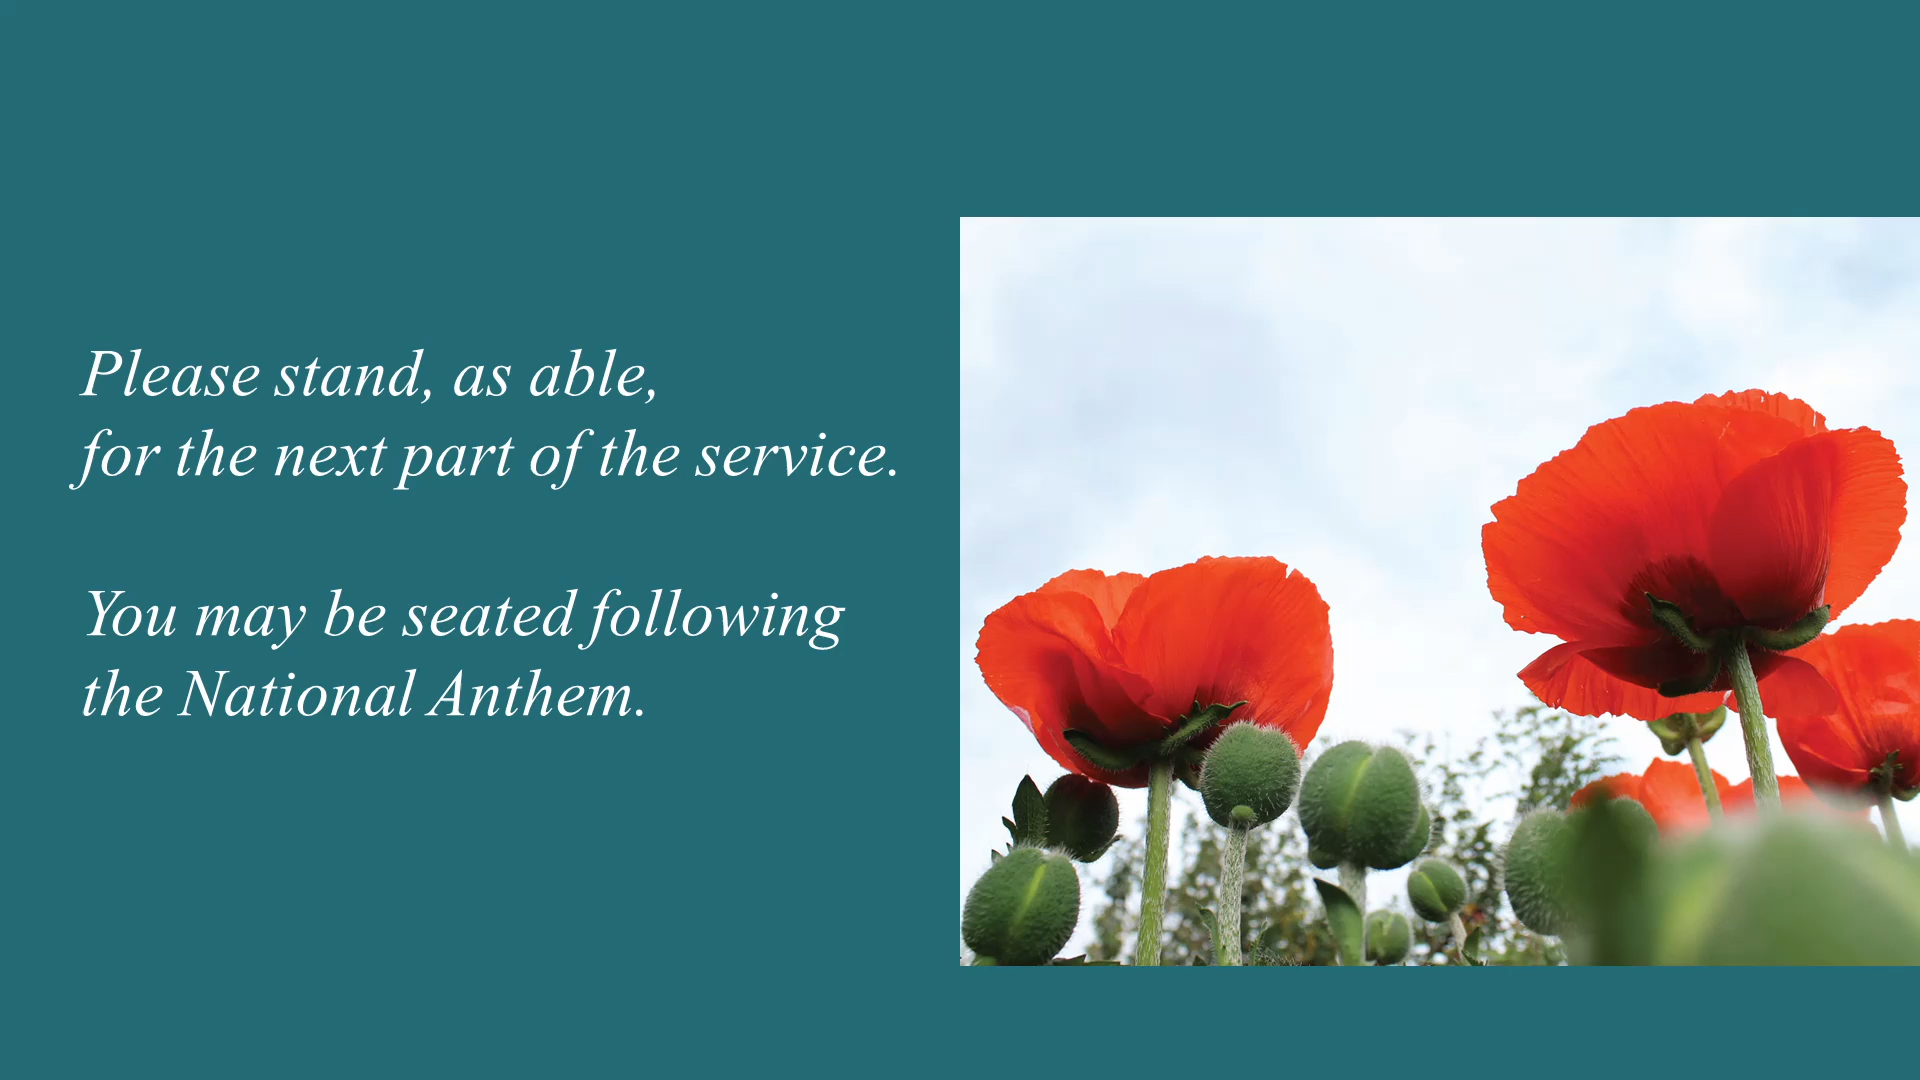 Please stand, as able,
for the next part of the service.
You may be seated following
the National Anthem.